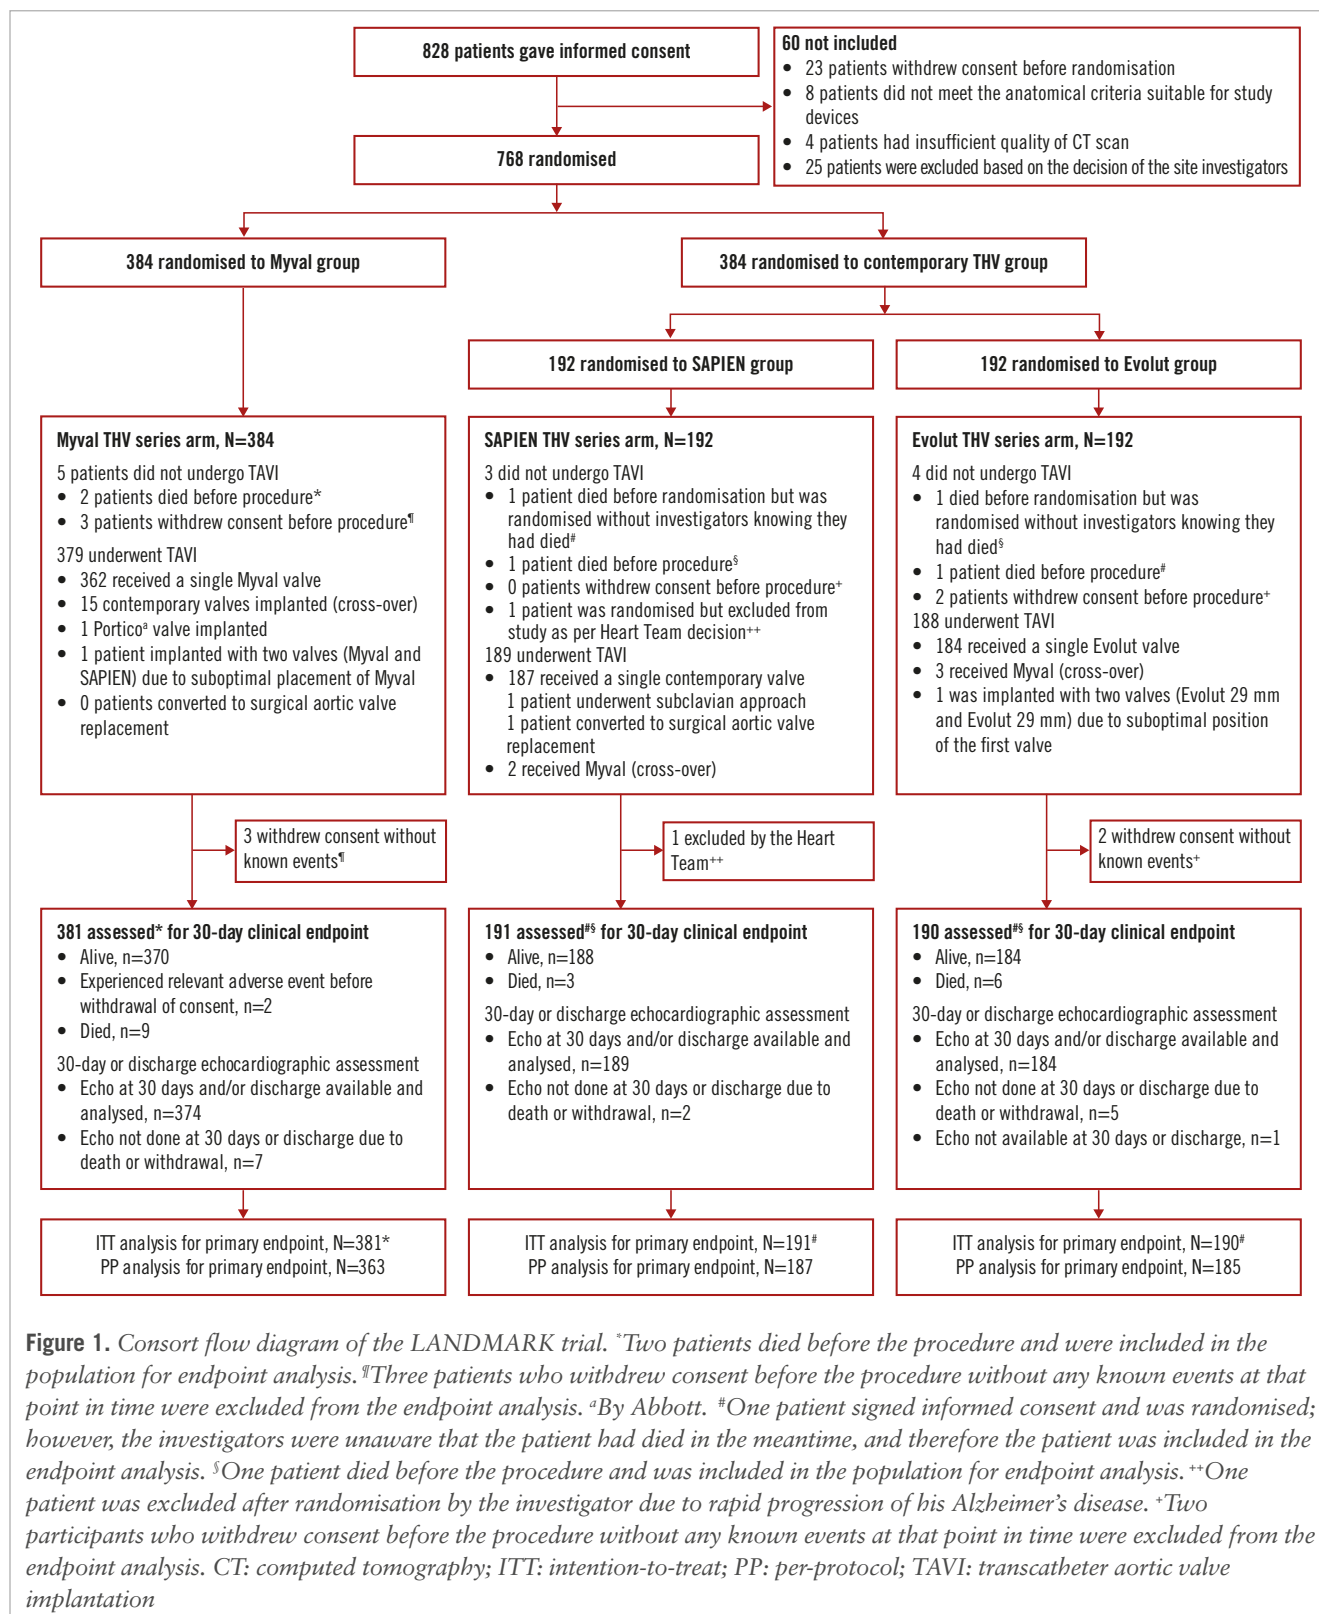 828 patients gave informed consent
60 not included
• 23 patients withdrew consent before randomisation
• 8 patients did not meet the anatomical criteria suitable for study
devices
• 4 patients had insufficient quality of CT scan
• 25 patients were excluded based on the decision of the site investigators
768 randomised
384 randomised to Myval group
384 randomised to contemporary THV group
192 randomised to SAPIEN group
192 randomised to Evolut group
Myval THV series arm, N=384
5 patients did not undergo TAVI
• 2 patients died before procedure*
• 3 patients withdrew consent before procedure¶
379 underwent TAVI
• 362 received a single Myval valve
• 15 contemporary valves implanted (cross-over)
• 1 Porticoᵃ valve implanted
• 1 patient implanted with two valves (Myval and
SAPIEN) due to suboptimal placement of Myval
• 0 patients converted to surgical aortic valve
replacement
SAPIEN THV series arm, N=192
3 did not undergo TAVI
• 1 patient died before randomisation but was
randomised without investigators knowing they
had died#
• 1 patient died before procedure§
• 0 patients withdrew consent before procedure+
• 1 patient was randomised but excluded from
study as per Heart Team decision++
189 underwent TAVI
• 187 received a single contemporary valve
1 patient underwent subclavian approach
1 patient converted to surgical aortic valve
replacement
• 2 received Myval (cross-over)
Evolut THV series arm, N=192
4 did not undergo TAVI
• 1 died before randomisation but was
randomised without investigators knowing they
had died§
• 1 patient died before procedure#
• 2 patients withdrew consent before procedure+
188 underwent TAVI
• 184 received a single Evolut valve
• 3 received Myval (cross-over)
• 1 was implanted with two valves (Evolut 29 mm
and Evolut 29 mm) due to suboptimal position
of the first valve
3 withdrew consent without
known events¶
1 excluded by the Heart
Team++
2 withdrew consent without
known events+
381 assessed* for 30-day clinical endpoint
• Alive, n=370
• Experienced relevant adverse event before
withdrawal of consent, n=2
• Died, n=9
30-day or discharge echocardiographic assessment
• Echo at 30 days and/or discharge available and
analysed, n=374
• Echo not done at 30 days or discharge due to
death or withdrawal, n=7
191 assessed#§ for 30-day clinical endpoint
• Alive, n=188
• Died, n=3
30-day or discharge echocardiographic assessment
• Echo at 30 days and/or discharge available and
analysed, n=189
• Echo not done at 30 days or discharge due to
death or withdrawal, n=2
190 assessed#§ for 30-day clinical endpoint
• Alive, n=184
• Died, n=6
30-day or discharge echocardiographic assessment
• Echo at 30 days and/or discharge available and
analysed, n=184
• Echo not done at 30 days or discharge due to
death or withdrawal, n=5
• Echo not available at 30 days or discharge, n=1
ITT analysis for primary endpoint, N=381*
PP analysis for primary endpoint, N=363
ITT analysis for primary endpoint, N=191#
PP analysis for primary endpoint, N=187
ITT analysis for primary endpoint, N=190#
PP analysis for primary endpoint, N=185
Figure 1. Consort flow diagram of the LANDMARK trial. *Two patients died before the procedure and were included in the
population for endpoint analysis. ¶Three patients who withdrew consent before the procedure without any known events at that
point in time were excluded from the endpoint analysis. ᵃBy Abbott. #One patient signed informed consent and was randomised;
however, the investigators were unaware that the patient had died in the meantime, and therefore the patient was included in the
endpoint analysis. §One patient died before the procedure and was included in the population for endpoint analysis. ++One
patient was excluded after randomisation by the investigator due to rapid progression of his Alzheimer's disease. +Two
participants who withdrew consent before the procedure without any known events at that point in time were excluded from the
endpoint analysis. CT: computed tomography; ITT: intention-to-treat; PP: per-protocol; TAVI: transcatheter aortic valve
implantation